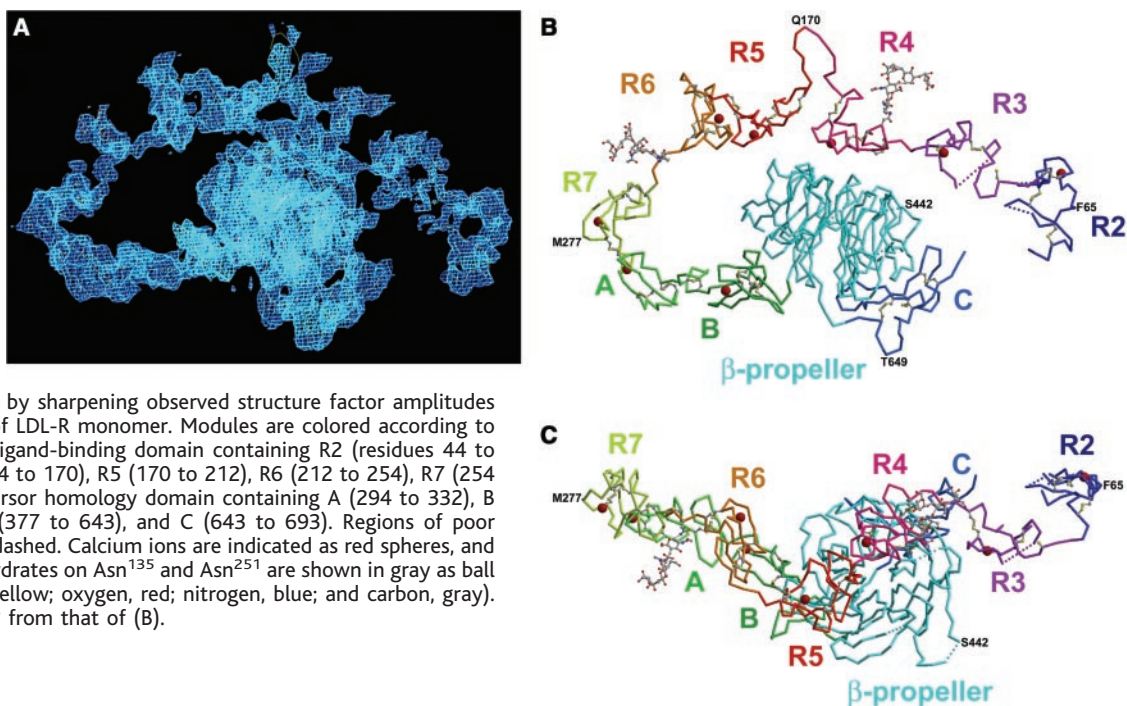 A
by sharpening observed structure factor amplitudes
of LDL-R monomer. Modules are colored according to
ligand-binding domain containing R2 (residues 44 to
4 to 170), R5 (170 to 212), R6 (212 to 254), R7 (254
rsor homology domain containing A (294 to 332), B
(377 to 643), and C (643 to 693). Regions of poor
dashed. Calcium ions are indicated as red spheres, and
ydrates on Asn135 and Asn251 are shown in gray as ball
ellow; oxygen, red; nitrogen, blue; and carbon, gray).
from that of (B).
B
Q170
R5
R4
R6
R3
R7
S442
F65
R2
M277
A
B
C
T649
β-propeller
C
R7
R6
R4
C
R2
M277
F65
A
R3
B
S442
R5
β-propeller